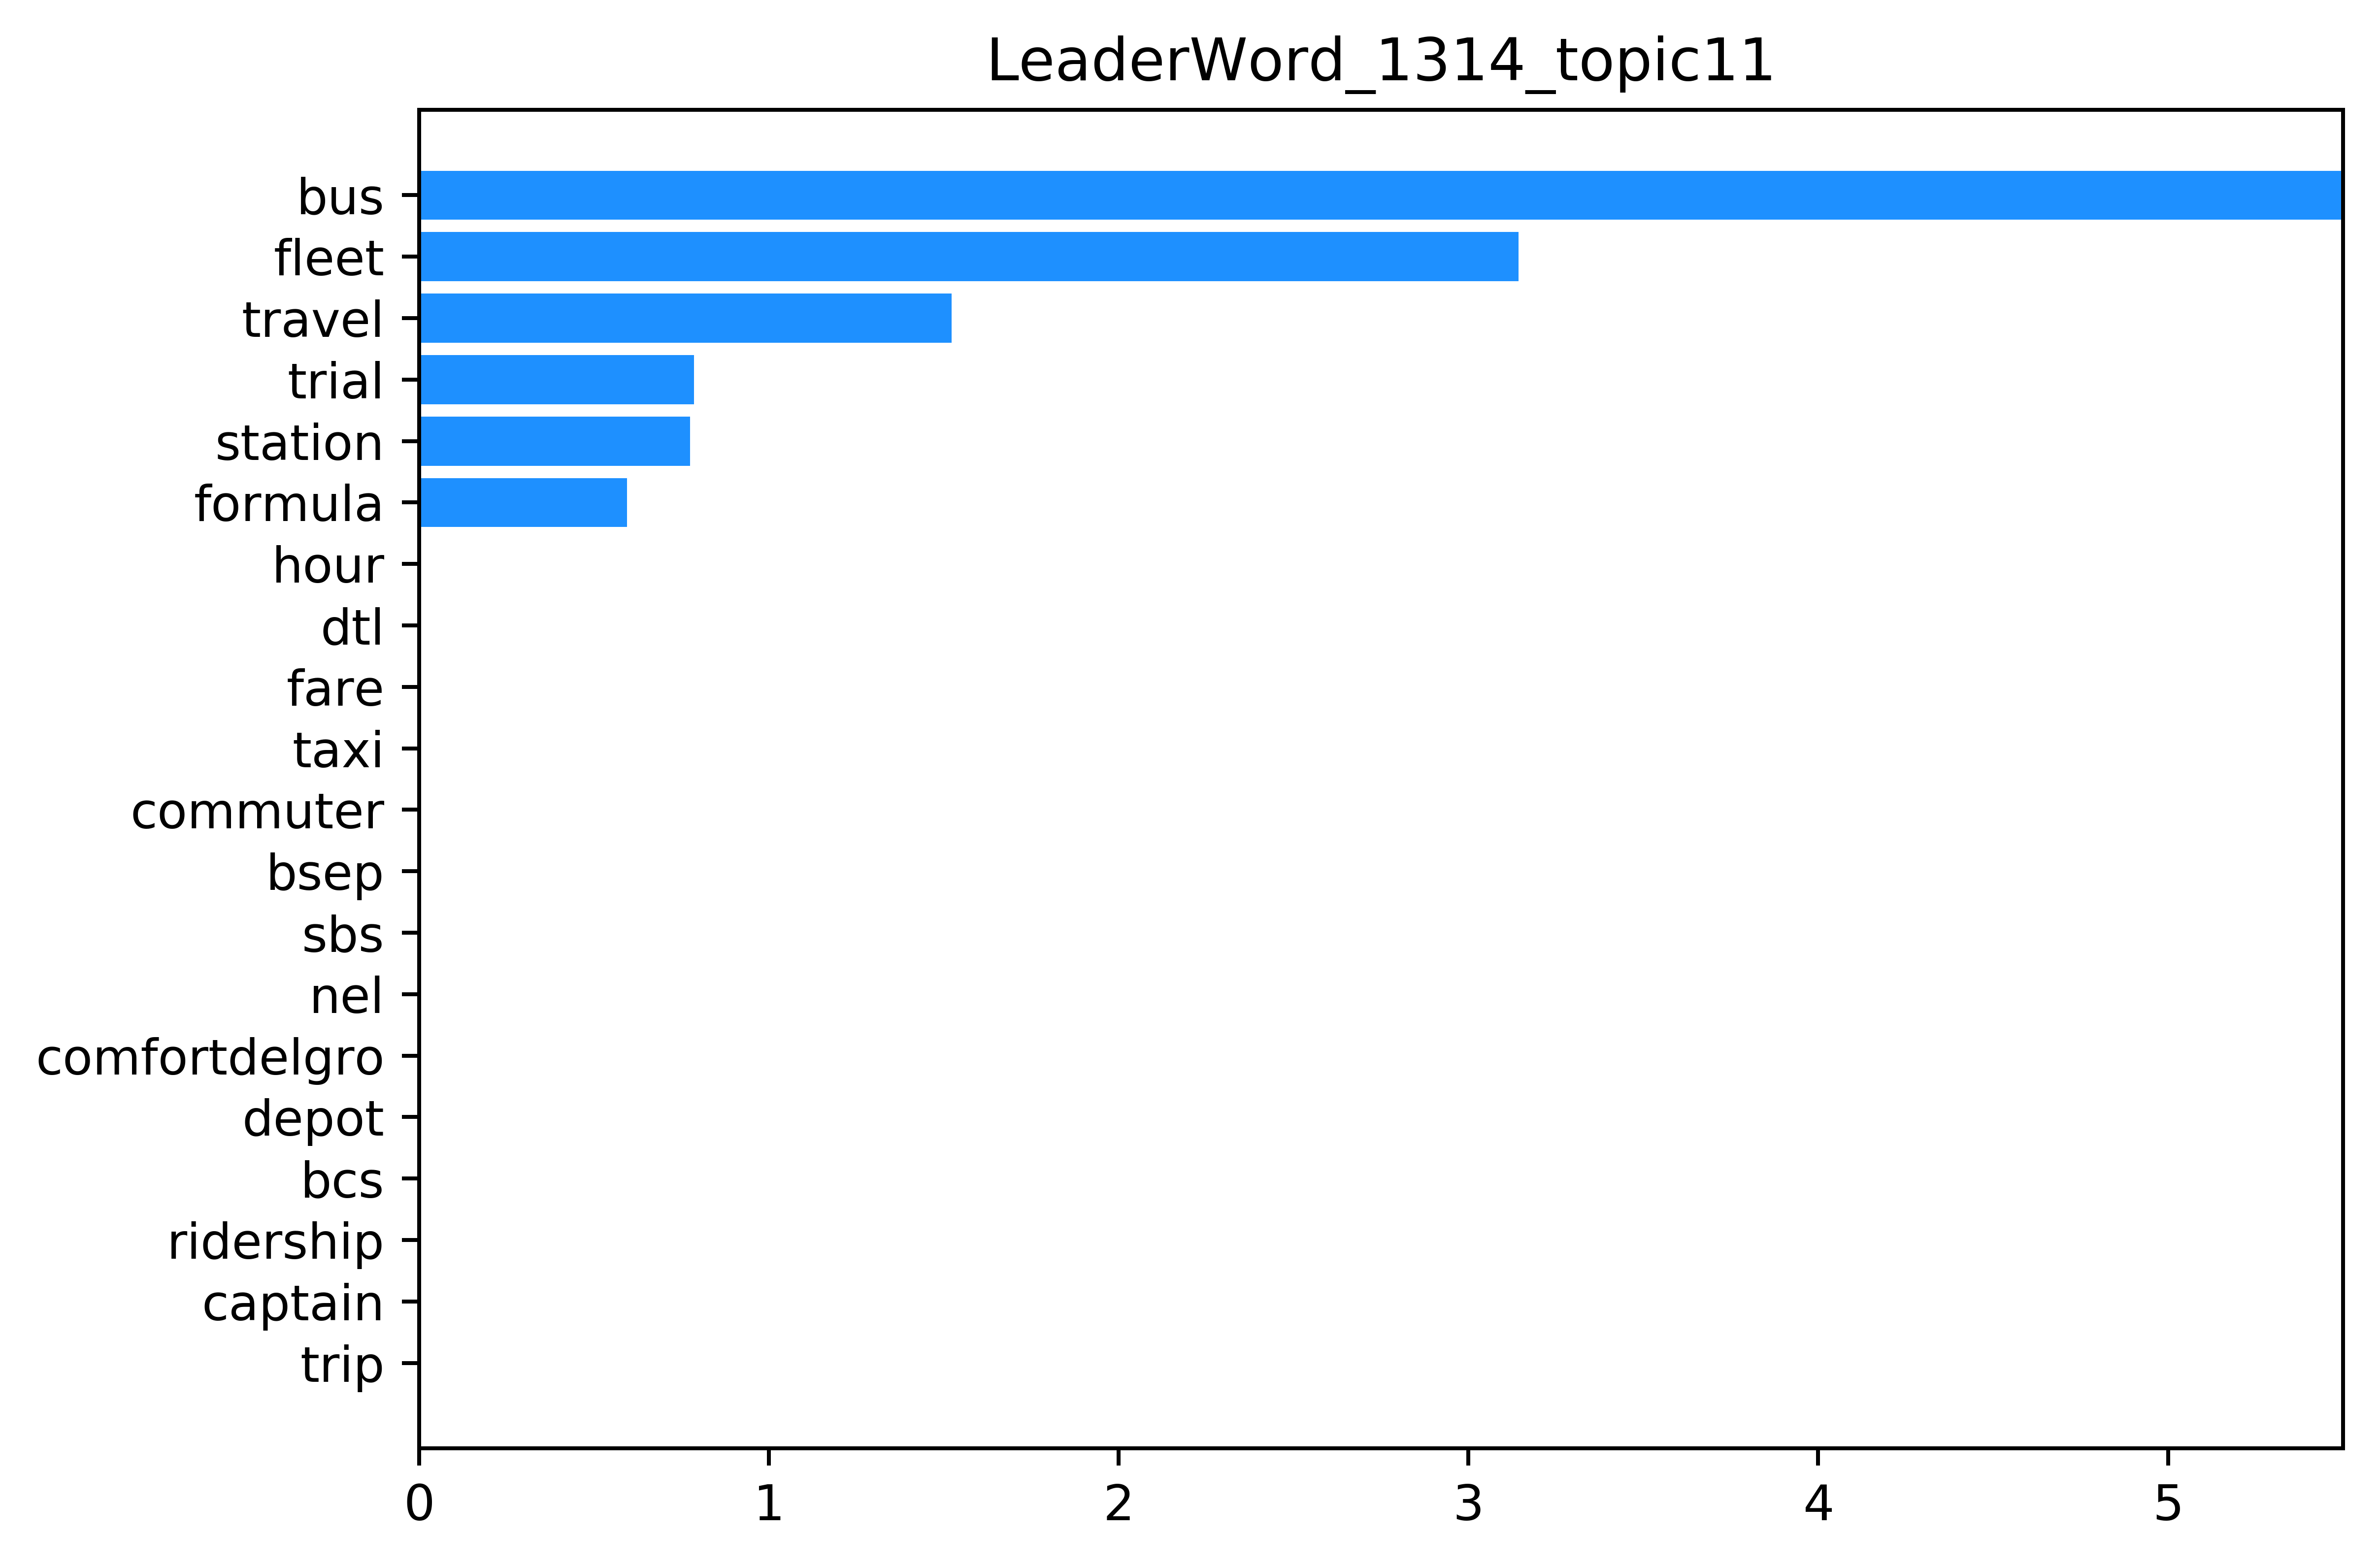 LeaderWord_1314_topic11
bus
fleet
travel
trial
station
formula
hour
dtl
fare
taxi
commuter
bsep
sbs
nel
comfortdelgro
depot
bcs
ridership
captain
trip
0 1 2 3 4 5